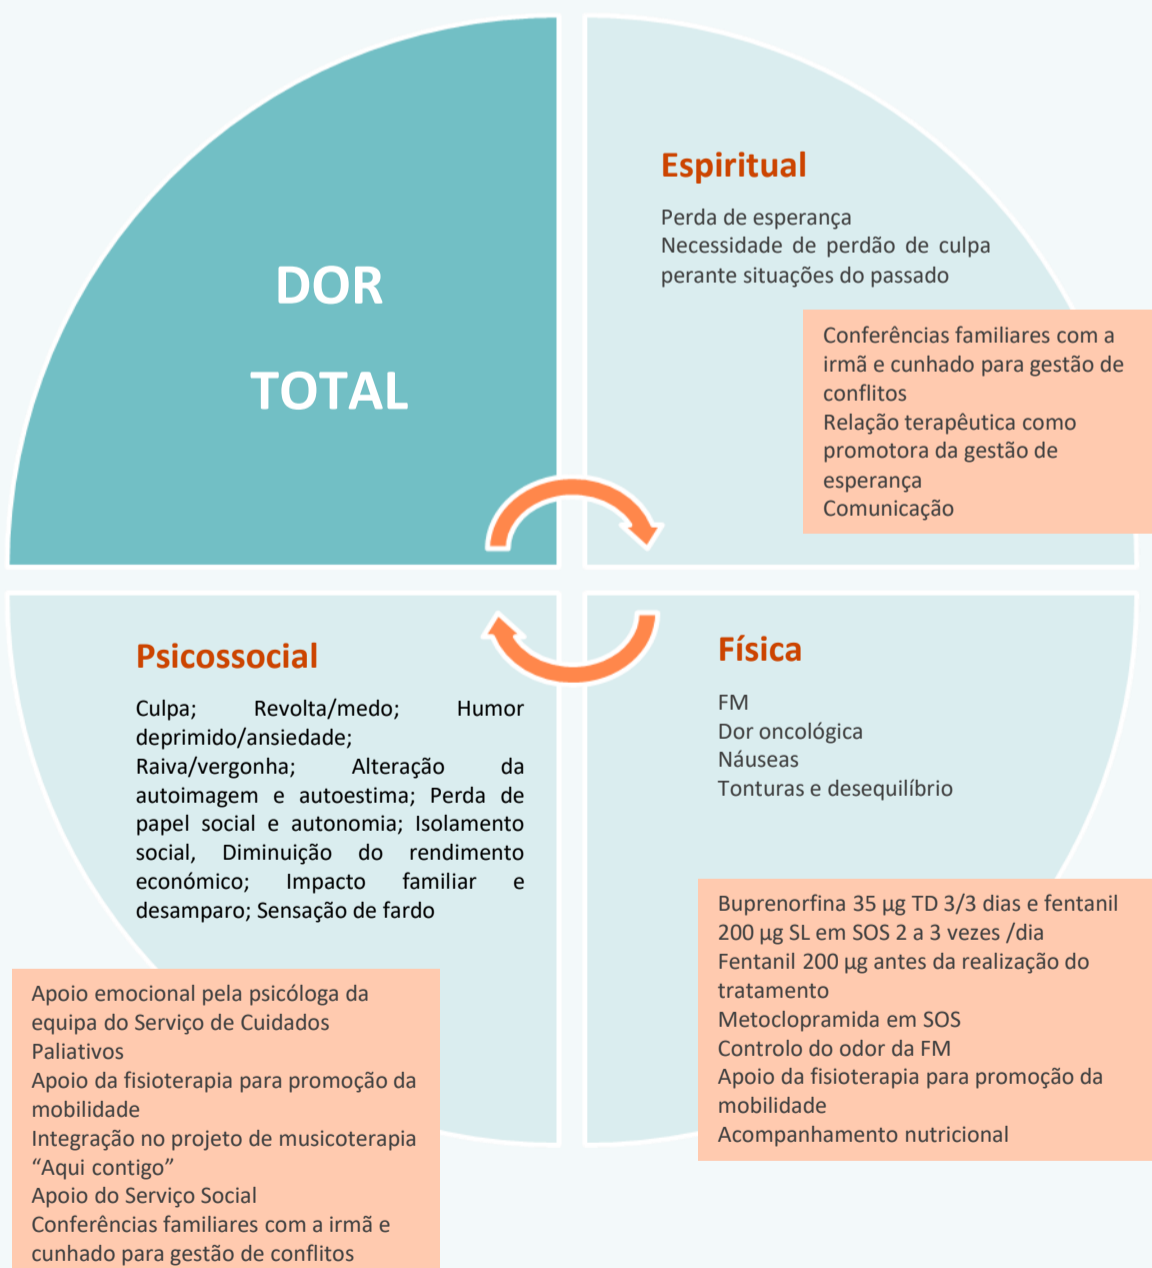 DOR
TOTAL
Espiritual
Perda de esperança
Necessidade de perdão de culpa
perante situações do passado
Conferências familiares com a
irmã e cunhado para gestão de
conflitos
Relação terapêutica como
promotora da gestão de
esperança
Comunicação
Psicossocial
Culpa; Revolta/medo; Humor
deprimido/ansiedade;
Raiva/vergonha; Alteração da
autoimagem e autoestima; Perda de
papel social e autonomia; Isolamento
social, Diminuição do rendimento
económico; Impacto familiar e
desamparo; Sensação de fardo
Apoio emocional pela psicóloga da
equipa do Serviço de Cuidados
Paliativos
Apoio da fisioterapia para promoção da
mobilidade
Integração no projeto de musicoterapia
“Aqui contigo”
Apoio do Serviço Social
Conferências familiares com a irmã e
cunhado para gestão de conflitos
Física
FM
Dor oncológica
Náuseas
Tonturas e desequilíbrio
Buprenorfina 35 µg TD 3/3 dias e fentanil
200 µg SL em SOS 2 a 3 vezes /dia
Fentanil 200 µg antes da realização do
tratamento
Metoclopramida em SOS
Controlo do odor da FM
Apoio da fisioterapia para promoção da
mobilidade
Acompanhamento nutricional